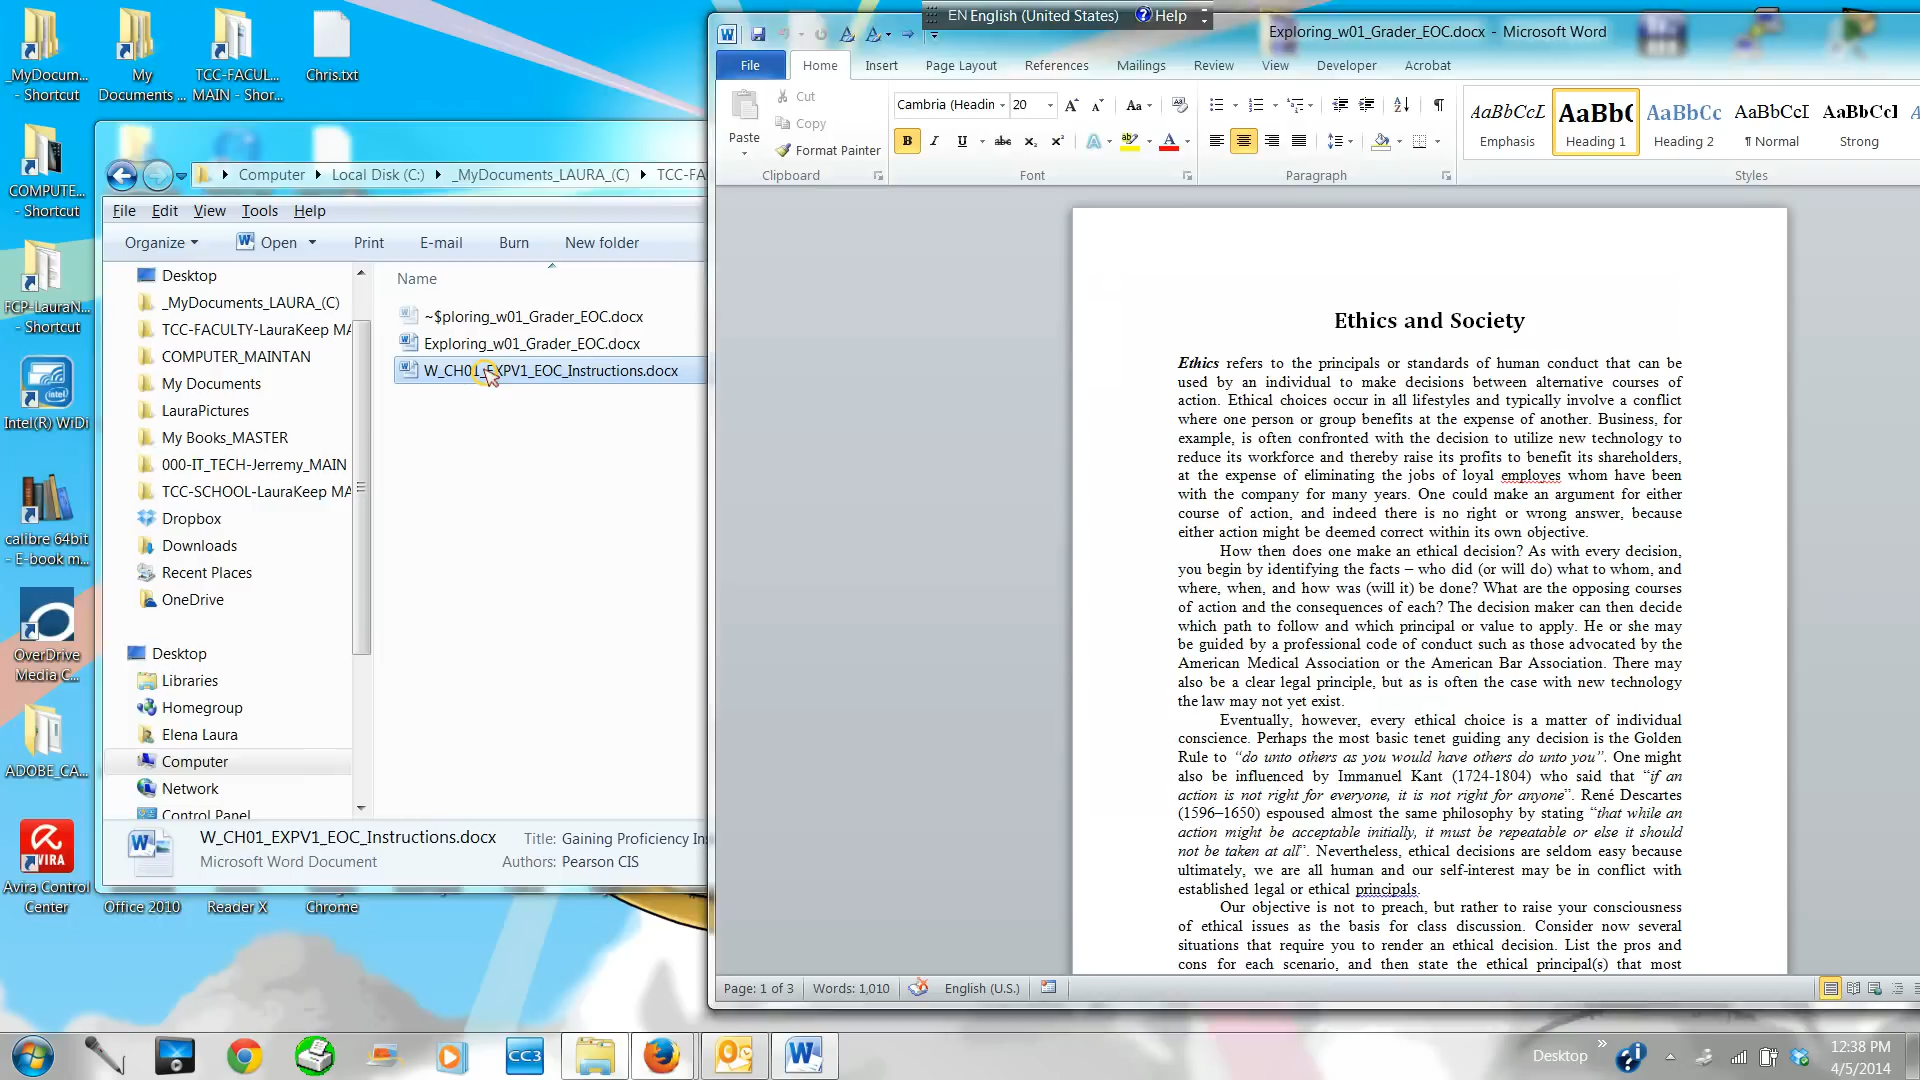 _MyDocum...
- Shortcut
My
Documents ...
TCC-FACUL...
MAIN - Shor...
Chris.txt
COMPUTE...
- Shortcut
FCP-LauraN...
- Shortcut
Intel(R) WiDi
calibre 64bit
- E-book m...
OverDrive
Media C...
ADOBE_CA...
Avira Control
Center
Office 2010
Reader X
Chrome
Computer
Local Disk (C:)
_MyDocuments_LAURA_(C)
TCC-FA
File Edit View Tools Help
Organize Open Print E-mail Burn New folder
Name
Desktop
_MyDocuments_LAURA_(C)
TCC-FACULTY-LauraKeep MA
COMPUTER_MAINTAN
My Documents
LauraPictures
My Books_MASTER
000-IT_TECH-Jerremy_MAIN
TCC-SCHOOL-LauraKeep MA
Dropbox
Downloads
Recent Places
OneDrive
Desktop
Libraries
Homegroup
Elena Laura
Computer
Network
Control Panel
~$ploring_w01_Grader_EOC.docx
Exploring_w01_Grader_EOC.docx
W_CH01_EXPV1_EOC_Instructions.docx
W_CH01_EXPV1_EOC_Instructions.docx Title: Gaining Proficiency In
Microsoft Word Document Authors: Pearson CIS
EN English (United States) Help
Exploring_w01_Grader_EOC.docx - Microsoft Word
File Home Insert Page Layout References Mailings Review View Developer Acrobat
Paste
Cut
Copy
Format Painter
Clipboard
Cambria (Headin 20
Font
Paragraph
AaBbCcL AaBb( AaBbCc AaBbCcI AaBbCcI
Emphasis Heading 1 Heading 2 ¶ Normal Strong
Styles
Ethics and Society
Ethics refers to the principals or standards of human conduct that can be
used by an individual to make decisions between alternative courses of
action. Ethical choices occur in all lifestyles and typically involve a conflict
where one person or group benefits at the expense of another. Business, for
example, is often confronted with the decision to utilize new technology to
reduce its workforce and thereby raise its profits to benefit its shareholders,
at the expense of eliminating the jobs of loyal employes whom have been
with the company for many years. One could make an argument for either
course of action, and indeed there is no right or wrong answer, because
either action might be deemed correct within its own objective.
How then does one make an ethical decision? As with every decision,
you begin by identifying the facts – who did (or will do) what to whom, and
where, when, and how was (will it) be done? What are the opposing courses
of action and the consequences of each? The decision maker can then decide
which path to follow and which principal or value to apply. He or she may
be guided by a professional code of conduct such as those advocated by the
American Medical Association or the American Bar Association. There may
also be a clear legal principle, but as is often the case with new technology
the law may not yet exist.
Eventually, however, every ethical choice is a matter of individual
conscience. Perhaps the most basic tenet guiding any decision is the Golden
Rule to “do unto others as you would have others do unto you”. One might
also be influenced by Immanuel Kant (1724-1804) who said that “if an
action is not right for everyone, it is not right for anyone”. René Descartes
(1596–1650) espoused almost the same philosophy by stating “that while an
action might be acceptable initially, it must be repeatable or else it should
not be taken at all”. Nevertheless, ethical decisions are seldom easy because
ultimately, we are all human and our self-interest may be in conflict with
established legal or ethical principals.
Our objective is not to preach, but rather to raise your consciousness
of ethical issues as the basis for class discussion. Consider now several
situations that require you to render an ethical decision. List the pros and
cons for each scenario, and then state the ethical principal(s) that most
Page: 1 of 3 Words: 1,010 English (U.S.)
CC3
Desktop
12:38 PM
4/5/2014